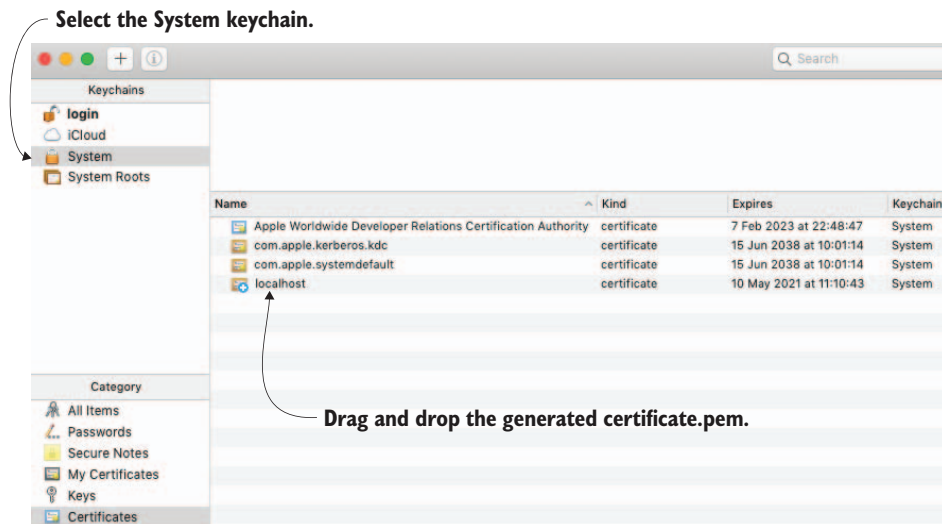 Select the System keychain.
Search
Keychains
login
iCloud
System
System Roots
Name Kind Expires Keychain
Apple Worldwide Developer Relations Certification Authority certificate 7 Feb 2023 at 22:48:47 System
com.apple.kerberos.kdc certificate 15 Jun 2038 at 10:01:14 System
com.apple.systemdefault certificate 15 Jun 2038 at 10:01:14 System
localhost certificate 10 May 2021 at 11:10:43 System
Category
All Items
Passwords
Secure Notes
My Certificates
Keys
Certificates
Drag and drop the generated certificate.pem.